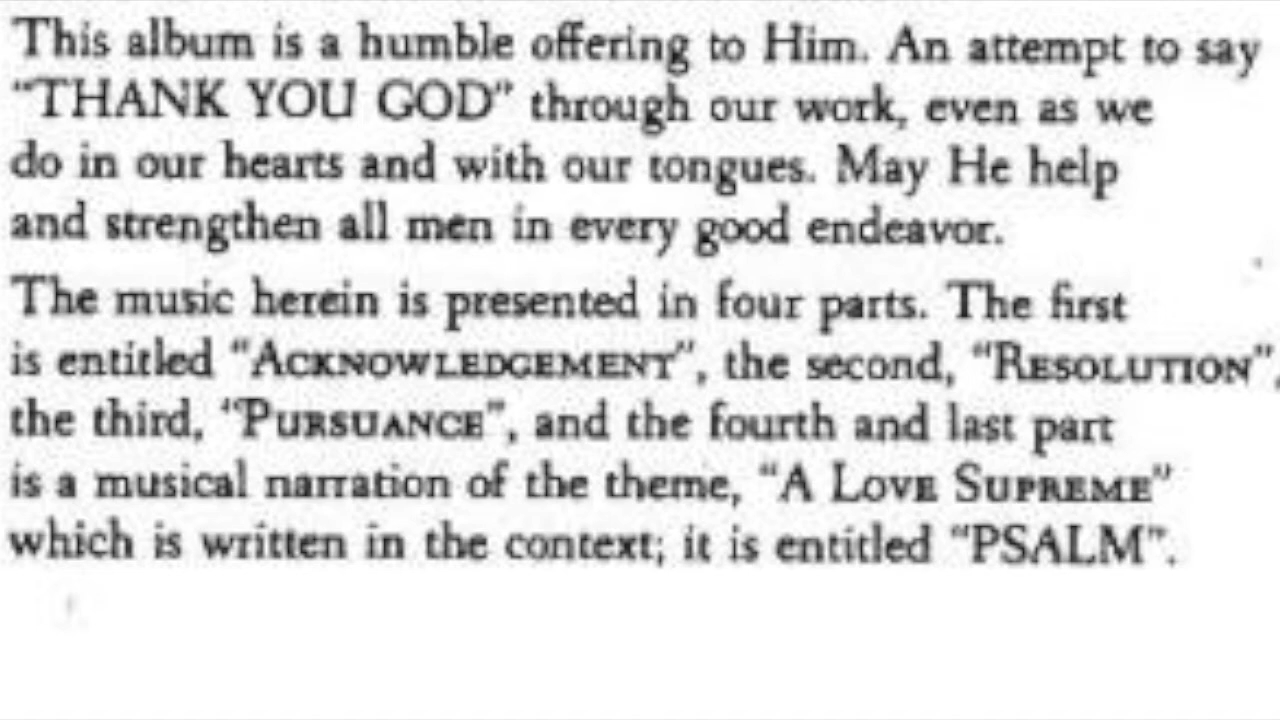 This album is a humble offering to Him. An attempt to say
“THANK YOU GOD” through our work, even as we
do in our hearts and with our tongues. May He help
and strengthen all men in every good endeavor.
The music herein is presented in four parts. The first
is entitled “ACKNOWLEDGEMENT”, the second, “RESOLUTION”,
the third, “PURSUANCE”, and the fourth and last part
is a musical narration of the theme, “A LOVE SUPREME”
which is written in the context; it is entitled “PSALM”.